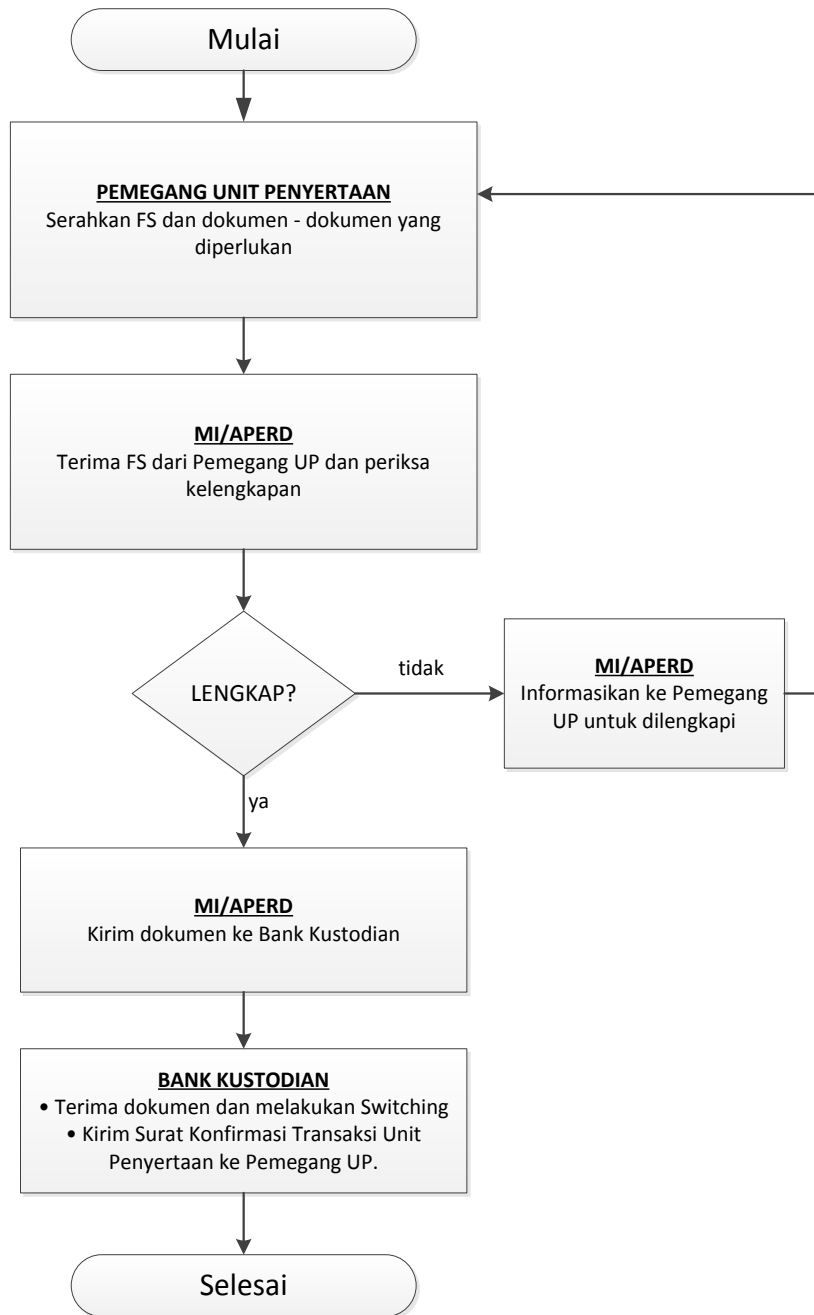 Mulai
PEMEGANG UNIT PENYERTAAN
Serahkan FS dan dokumen - dokumen yang
diperlukan
MI/APERD
Terima FS dari Pemegang UP dan periksa
kelengkapan
LENGKAP?
tidak
MI/APERD
Informasikan ke Pemegang
UP untuk dilengkapi
ya
MI/APERD
Kirim dokumen ke Bank Kustodian
BANK KUSTODIAN
• Terima dokumen dan melakukan Switching
• Kirim Surat Konfirmasi Transaksi Unit
Penyertaan ke Pemegang UP.
Selesai